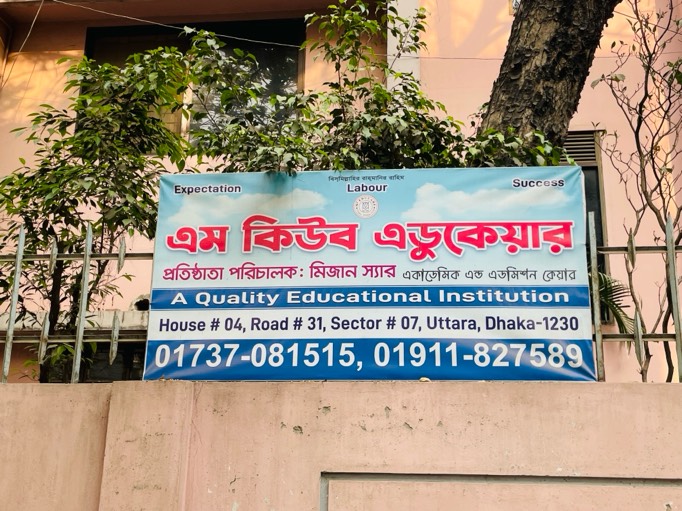 বিস্‌মিল্লাহির রাহ্‌মানির রাহিম
Expectation Labour Success
এম কিউব এডুকেয়ার
প্রতিষ্ঠাতা পরিচালক: মিজান স্যার একাডেমিক এন্ড এডমিশন কেয়ার
A Quality Educational Institution
House # 04, Road # 31, Sector # 07, Uttara, Dhaka-1230
01737-081515, 01911-827589